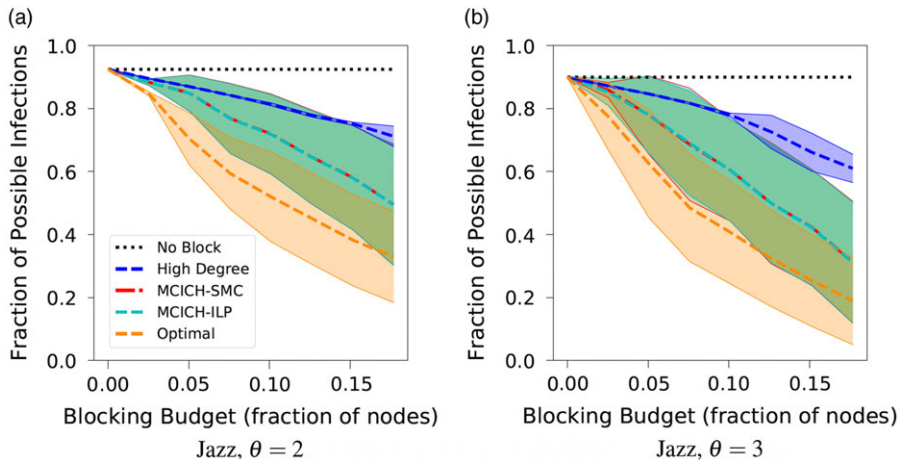 (a)
Fraction of Possible Infections
1.0
0.8
0.6
0.4
0.2
0.0
No Block
High Degree
MCICH-SMC
MCICH-ILP
Optimal
0.00 0.05 0.10 0.15
Blocking Budget (fraction of nodes)
Jazz, θ = 2
(b)
Fraction of Possible Infections
1.0
0.8
0.6
0.4
0.2
0.0
0.00 0.05 0.10 0.15
Blocking Budget (fraction of nodes)
Jazz, θ = 3